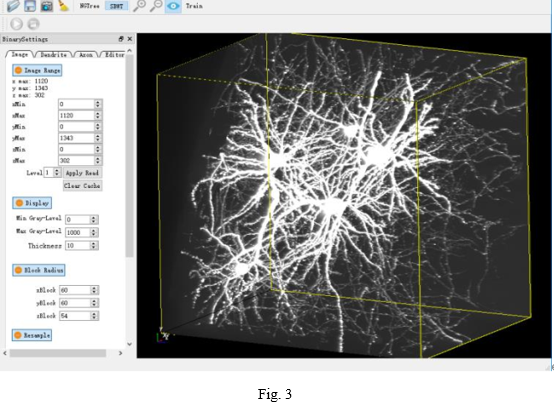 NGTree SDWT Train
BinarySettings
Image Dendrite Axon Editor
Image Range
x max: 1120
y max: 1343
z max: 302
xMin 0
xMax 1120
yMin 0
yMax 1343
zMin 0
zMax 302
Level 1 Apply Read
Clear Cache
Display
Min Gray-Level 0
Max Gray-Level 1000
Thickness 10
Block Radius
xBlock 60
yBlock 60
zBlock 54
Resample
Fig. 3